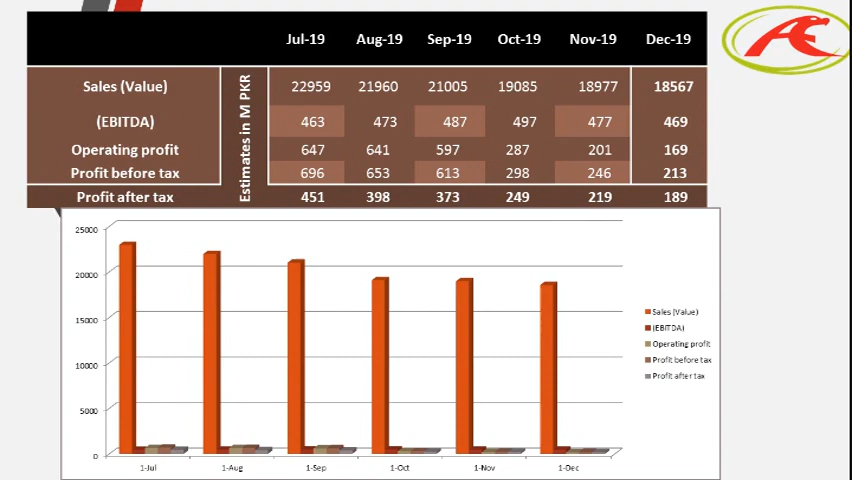 Jul-19 Aug-19 Sep-19 Oct-19 Nov-19 Dec-19
Estimates in M PKR
Sales (Value) 22959 21960 21005 19085 18977 18567
(EBITDA) 463 473 487 497 477 469
Operating profit 647 641 597 287 201 169
Profit before tax 696 653 613 298 246 213
Profit after tax 451 398 373 249 219 189
25000
20000
15000
10000
5000
0
1-Jul 1-Aug 1-Sep 1-Oct 1-Nov 1-Dec
Sales (Value)
(EBITDA)
Operating profit
Profit before tax
Profit after tax